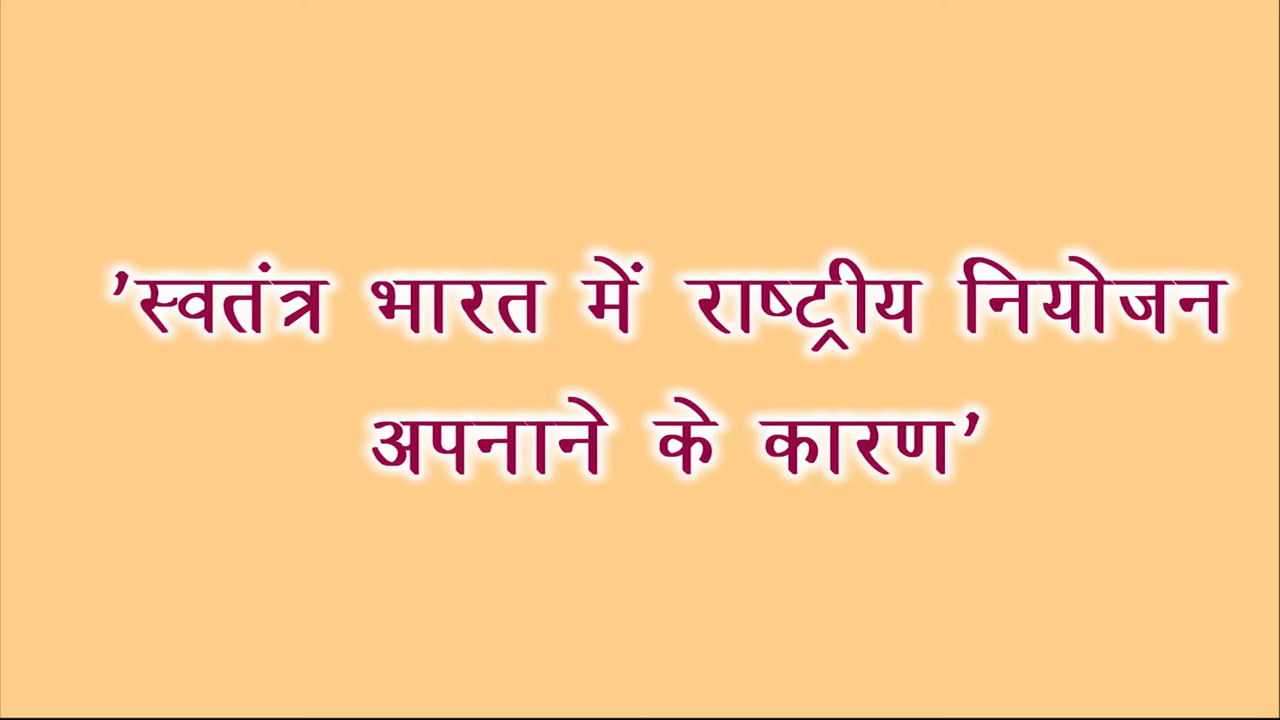 ’स्वतंत्र भारत में राष्ट्रीय नियोजन
अपनाने के कारण’